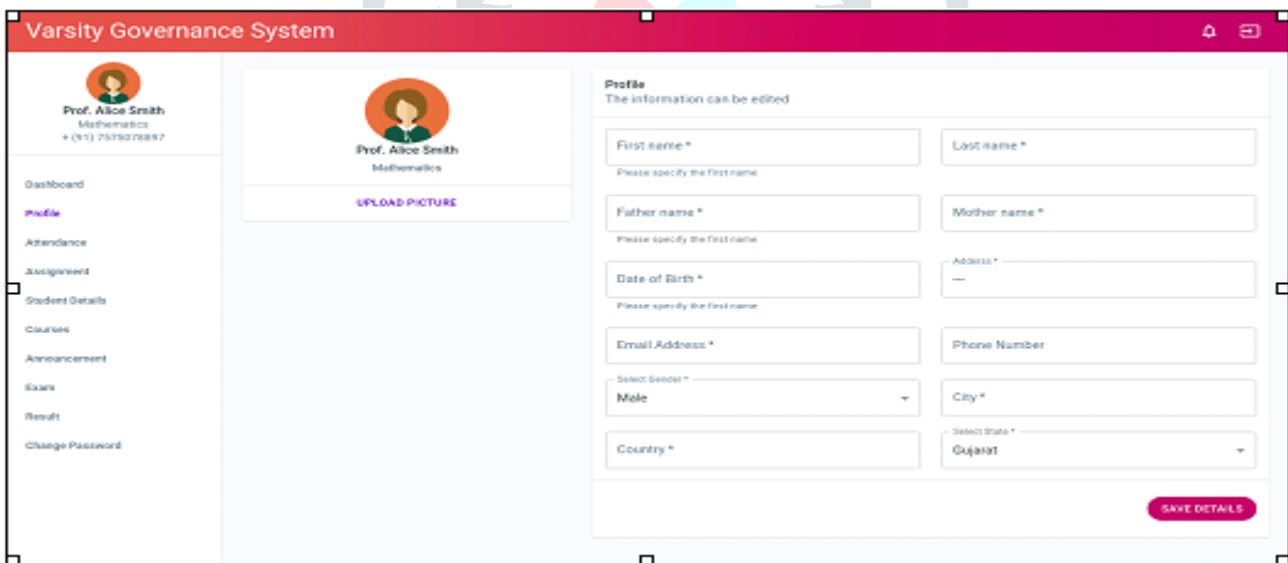 Varsity Governance System
Prof. Alice Smith
Mathematics
+ (91) 7575078897
Dashboard
Profile
Attendance
Assignment
Student Details
Courses
Announcement
Exam
Result
Change Password
Prof. Alice Smith
Mathematics
UPLOAD PICTURE
Profile
The information can be edited
First name *
Last name *
Please specify the first name
Father name *
Mother name *
Please specify the first name
Date of Birth *
Address *
Please specify the first name
Email Address *
Phone Number
Select Gender *
Male
City *
Country *
Select State *
Gujarat
SAVE DETAILS